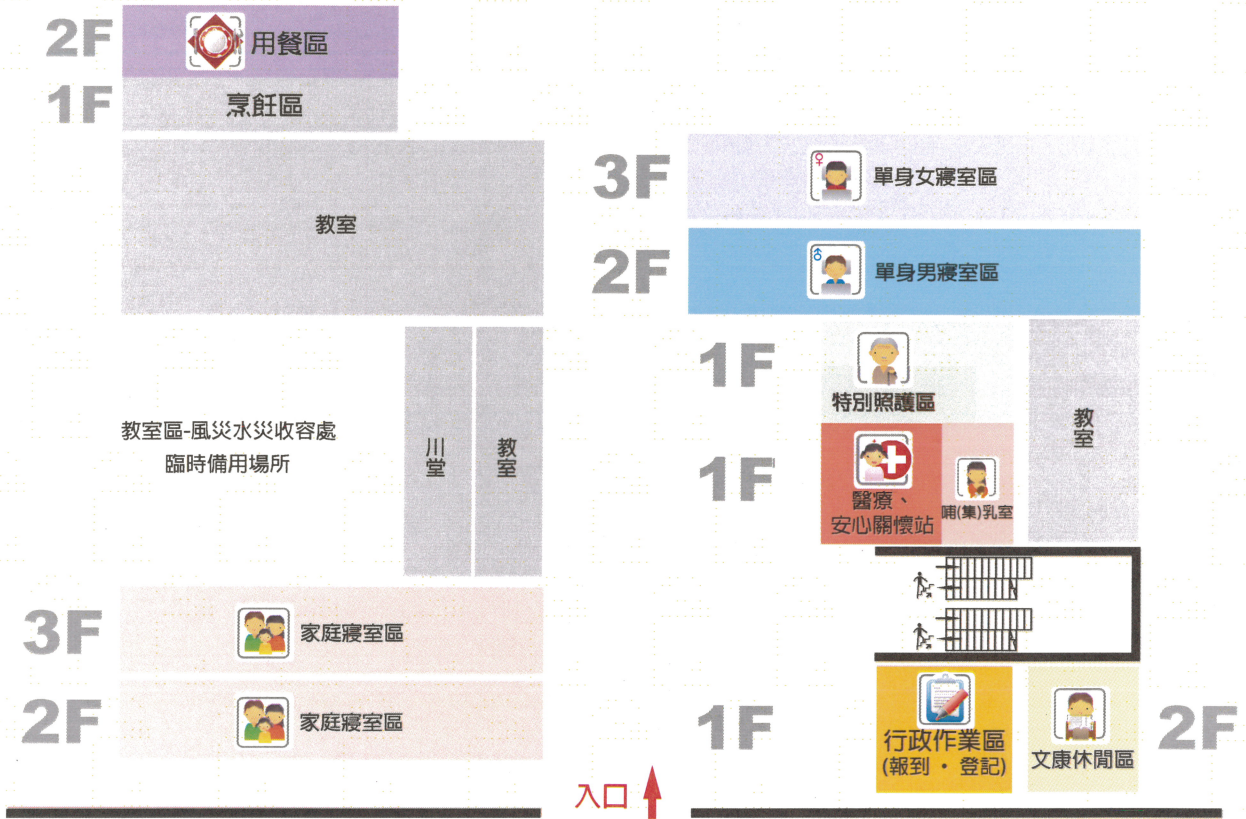 2F
用餐區
1F
烹飪區
教室
教室區-風災水災收容處
臨時備用場所
川堂
教室
3F
家庭寢室區
2F
家庭寢室區
3F
單身女寢室區
2F
單身男寢室區
1F
特別照護區
教室
1F
醫療、
安心關懷站
哺(集)乳室
1F
行政作業區
(報到・登記)
文康休閒區
2F
入口